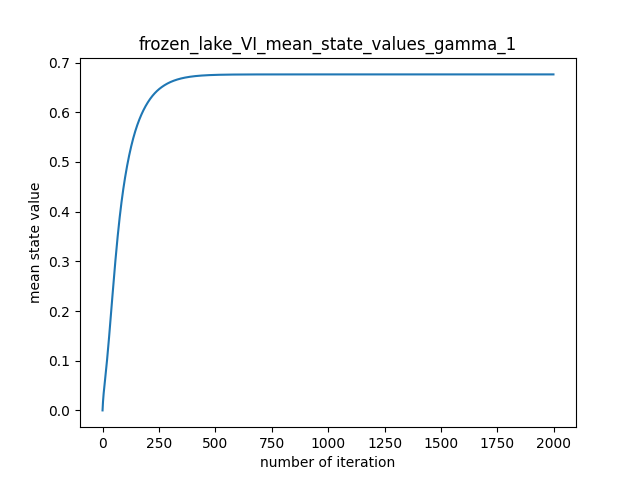 frozen_lake_VI_mean_state_values_gamma_1
mean state value
0.7
0.6
0.5
0.4
0.3
0.2
0.1
0.0
0 250 500 750 1000 1250 1500 1750 2000
number of iteration